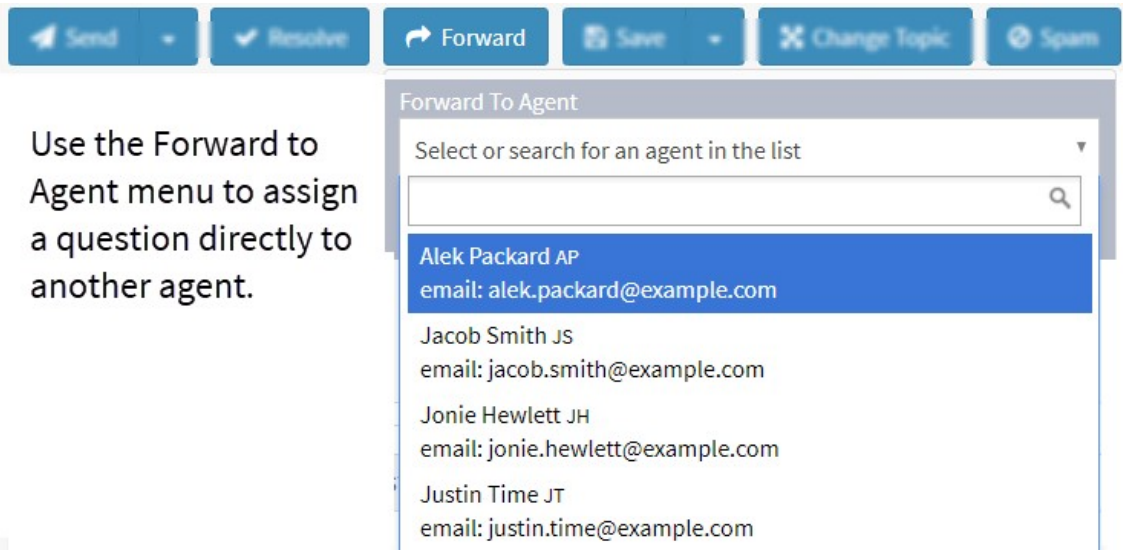 Send Resolve Forward Save Change Topic Spam
Forward To Agent
Use the Forward to
Agent menu to assign
a question directly to
another agent.
Select or search for an agent in the list
Alek Packard AP
email: alek.packard@example.com
Jacob Smith JS
email: jacob.smith@example.com
Jonie Hewlett JH
email: jonie.hewlett@example.com
Justin Time JT
email: justin.time@example.com